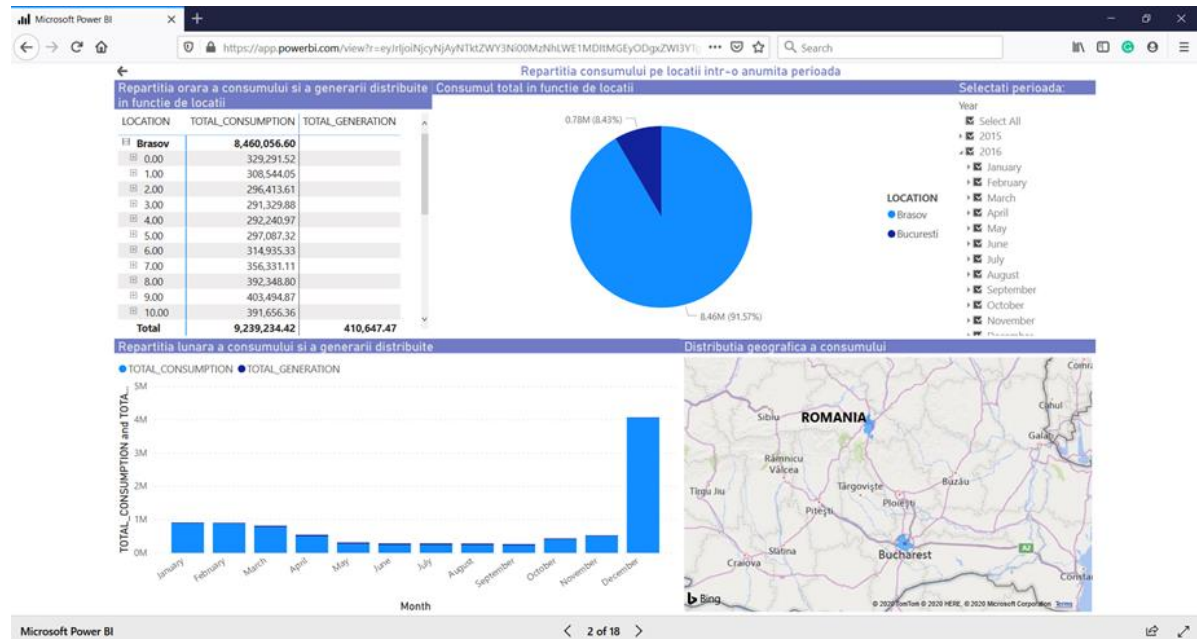 Microsoft Power BI
https://app.powerbi.com/view?r=
Search
Repartitia consumului pe locatii intr-o anumita perioada
Repartitia orara a consumului si a generarii distribuite
in functie de locatii
LOCATION TOTAL_CONSUMPTION TOTAL_GENERATION
Brasov 8,460,056.60
0.00 329,291.52
1.00 308,544.05
2.00 296,413.61
3.00 291,329.88
4.00 292,240.97
5.00 297,087.32
6.00 314,935.33
7.00 356,331.11
8.00 392,348.80
9.00 403,494.87
10.00 391,656.36
Total 9,239,234.42 410,647.47
Consumul total in functie de locatii
0.78M (8.43%)
8.46M (91.57%)
LOCATION
Brasov
Bucuresti
Selectati perioada:
Year
Select All
2015
2016
January
February
March
April
May
June
July
August
September
October
November
December
Repartitia lunara a consumului si a generarii distribuite
TOTAL_CONSUMPTION TOTAL_GENERATION
TOTAL_CONSUMPTION and TOTA...
5M
4M
3M
2M
1M
0M
January February March April May June July August September October November December
Month
Distributia geografica a consumului
Comra
Cahul
Sibiu ROMANIA
Galați
Râmnicu
Vâlcea
Buzău
Târgoviște
Tîrgu Jiu
Ploiești
Pitești
Slatina
Bucharest
A2
Craiova
Constan
Bing
© 2020 TomTom © 2020 HERE, © 2020 Microsoft Corporation Terms
Microsoft Power BI
2 of 18